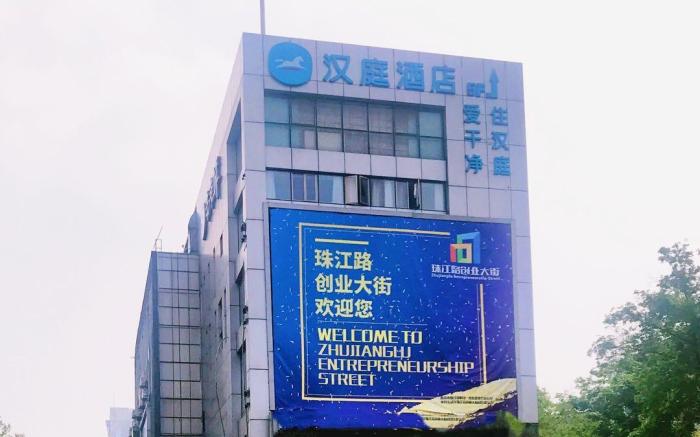 汉庭酒店
爱干净
住汉庭
珠江路
创业大街
欢迎您
WELCOME TO
ZHUJIANGLU
ENTREPRENEURSHIP
STREET
珠江路创业大街